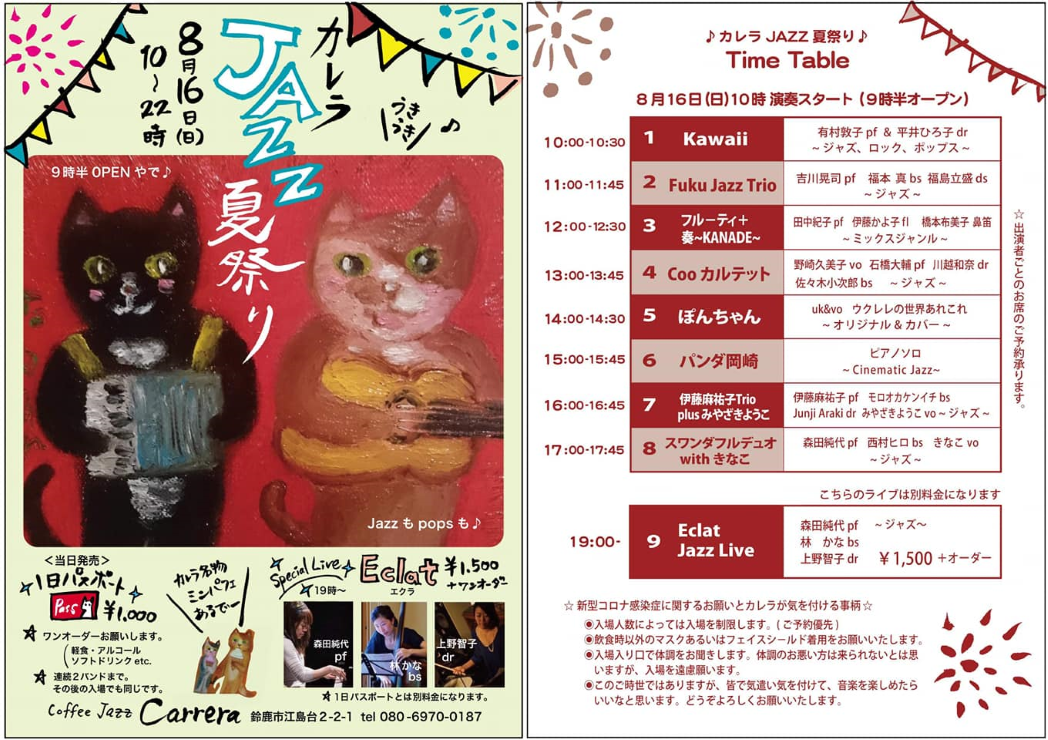 8月16日(日)
10〜22時
カレラ
JAZZ
夏祭り
うきうき♪
9時半 OPEN やで♪
Jazz も pops も♪
＜当日発売＞
1日パスポート
PASS
¥1,000
ワンオーダーお願いします。
(軽食・アルコール
ソフトドリンク etc.)
☆ 連続2バンドまで。
その後の入場でも同じです。
カレラ名物
ミンパフェ
あるでー
Special Live
19時〜
Eclat
エクラ
¥1,500
+ワンオーダー
森田純代
pf
林 かな
bs
上野智子
dr
☆1日パスポートとは別料金になります。
Coffee Jazz Carrera 鈴鹿市江島台2-2-1 tel 080-6970-0187
♪ カレラ JAZZ 夏祭り ♪
Time Table
8月16日(日)10時 演奏スタート（9時半オープン）
10:00-10:30 1 Kawaii 有村敦子 pf & 平井ひろ子 dr
~ ジャズ、ロック、ポップス ~
11:00-11:45 2 Fuku Jazz Trio 吉川晃司 pf 福本 真 bs 福島立盛 ds
~ ジャズ ~
12:00-12:30 3 フルーティ＋
奏~KANADE~ 田中紀子 pf 伊藤かよ子 fl 橋本布美子 鼻笛
~ ミックスジャンル ~
13:00-13:45 4 Coo カルテット 野崎久美子 vo 石橋大輔 pf 川越和奈 dr
佐々木小次郎 bs ~ ジャズ ~
14:00-14:30 5 ぽんちゃん uk&vo ウクレレの世界あれこれ
~ オリジナル & カバー ~
15:00-15:45 6 パンダ岡崎 ピアノソロ
~ Cinematic Jazz~
16:00-16:45 7 伊藤麻祐子Trio
plus みやざきようこ 伊藤麻祐子 pf モロオカケンイチ bs
Junji Araki dr みやざきようこ vo ~ ジャズ ~
17:00-17:45 8 スワンダフルデュオ
with きなこ 森田純代 pf 西村ヒロ bs きなこ vo
~ ジャズ ~
☆ 出演者ごとのお席のご予約承ります。
こちらのライブは別料金になります
19:00- 9 Eclat
Jazz Live 森田純代 pf ~ ジャズ〜
林 かな bs
上野智子 dr ¥1,500 +オーダー
☆ 新型コロナ感染症に関するお願いとカレラが気を付ける事柄 ☆
◉入場人数によっては入場を制限します。( ご予約優先 )
◉飲食時以外のマスクあるいはフェイスシールド着用をお願いいたします。
◉入場入り口で体調をお聞きします。体調のお悪い方は来られないとは思
いますが、入場を遠慮願います。
◉このご時世ではありますが、皆で気遣い気を付けて、音楽を楽しめたら
いいなと思います。どうぞよろしくお願いいたします。